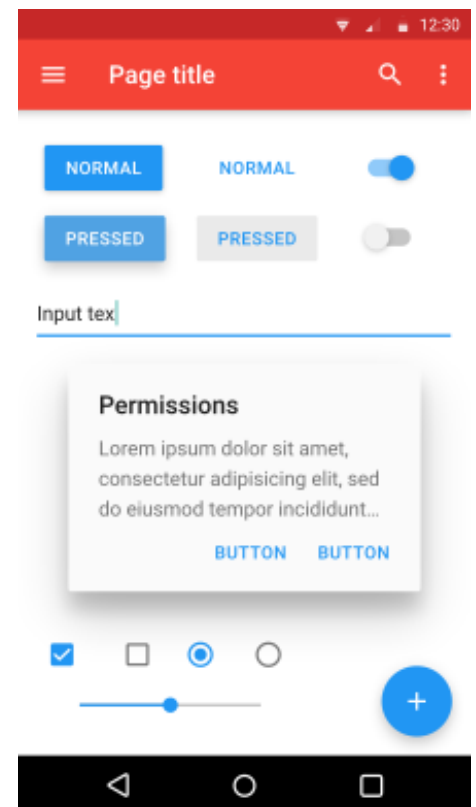 12:30
Page title
NORMAL NORMAL
PRESSED PRESSED
Input tex
Permissions
Lorem ipsum dolor sit amet,
consectetur adipisicing elit, sed
do eiusmod tempor incididunt...
BUTTON BUTTON